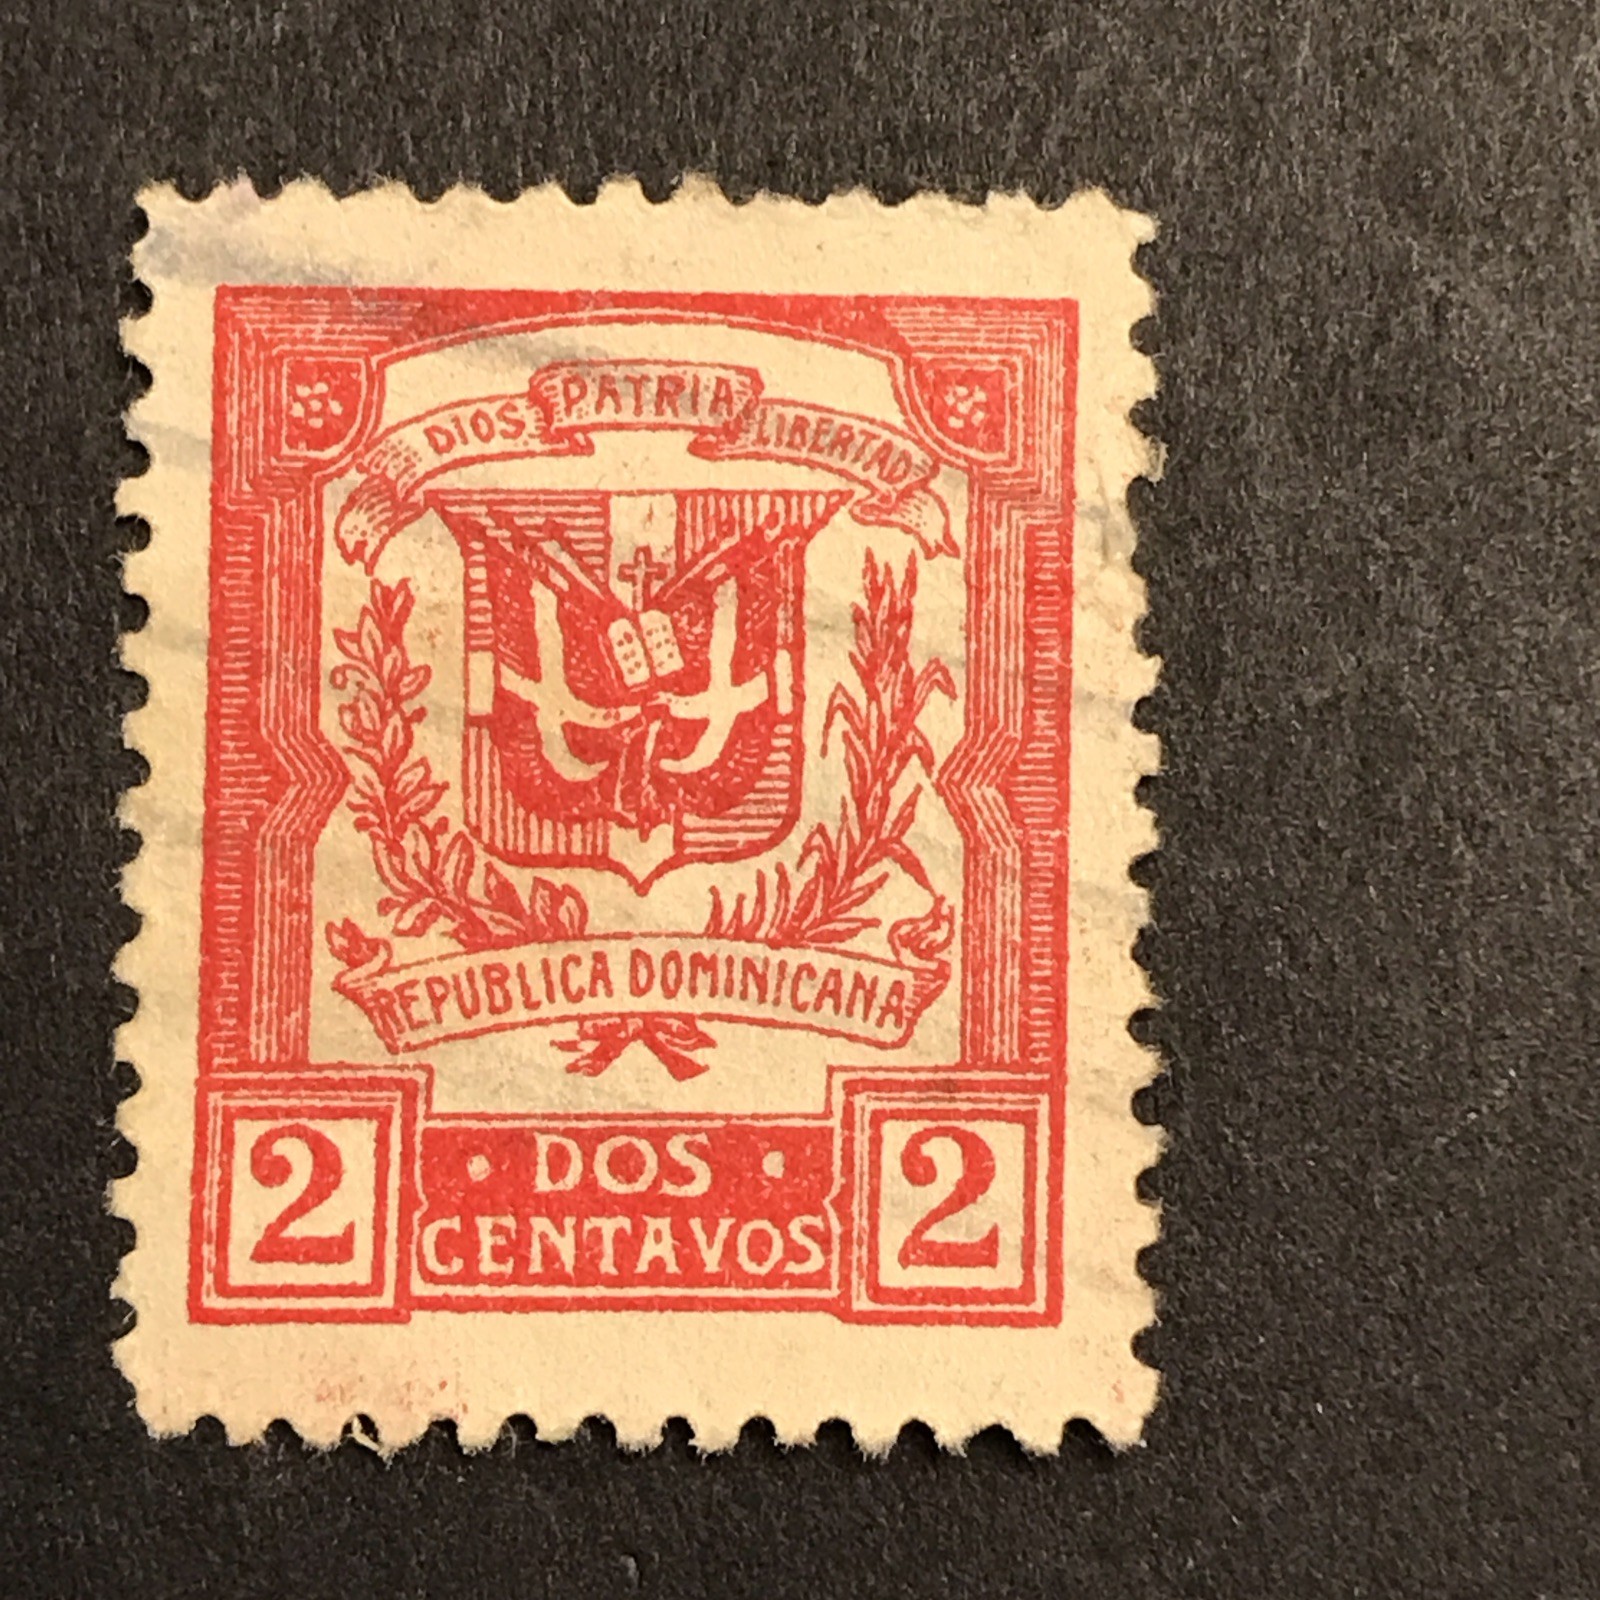 DIOS PATRIA LIBERTAD
REPUBLICA DOMINICANA
2 · DOS · 2
CENTAVOS